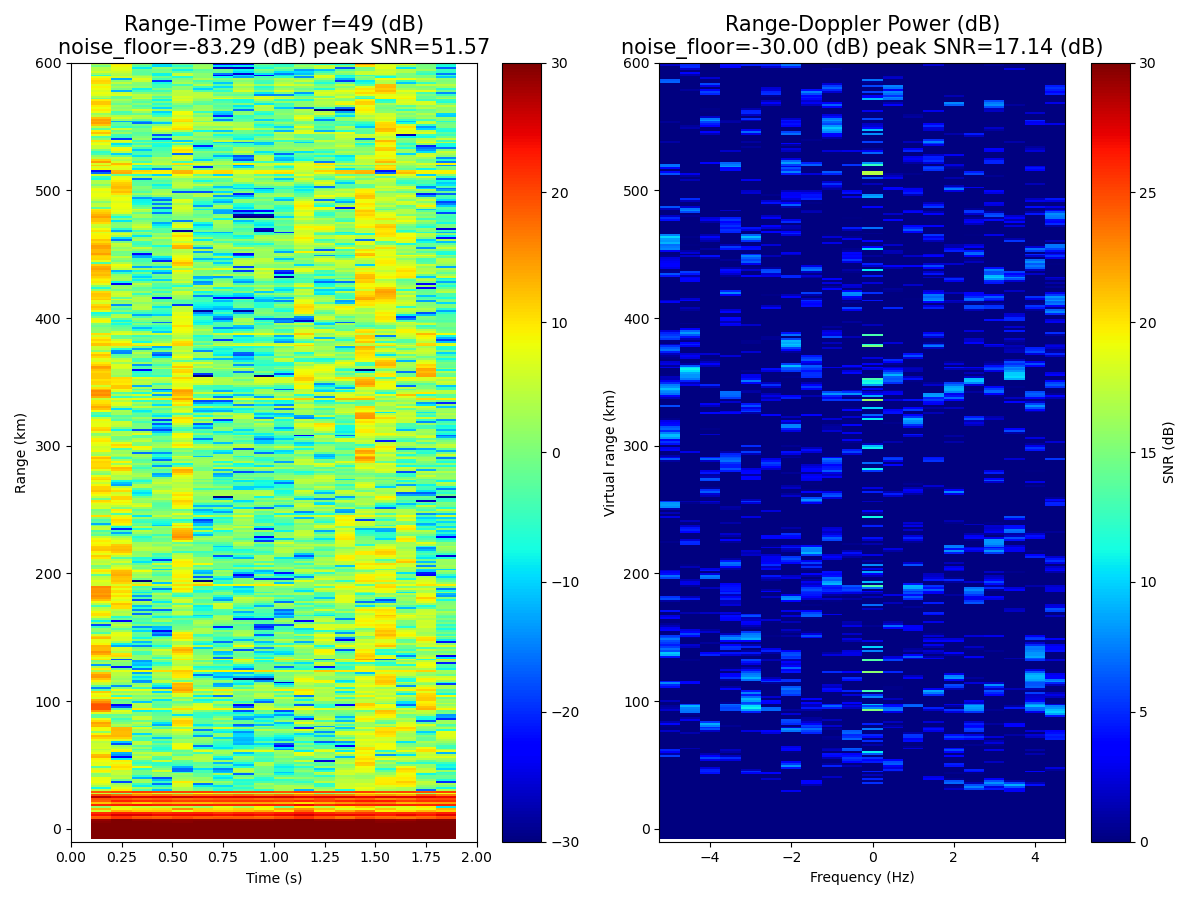 Range-Time Power f=49 (dB)
noise_floor=-83.29 (dB) peak SNR=51.57
600
500
400
300
200
100
0
Range (km)
0.00 0.25 0.50 0.75 1.00 1.25 1.50 1.75 2.00
Time (s)
30
20
10
0
−10
−20
−30
Range-Doppler Power (dB)
noise_floor=-30.00 (dB) peak SNR=17.14 (dB)
600
500
400
300
200
100
0
Virtual range (km)
−4 −2 0 2 4
Frequency (Hz)
30
25
20
15
10
5
0
SNR (dB)